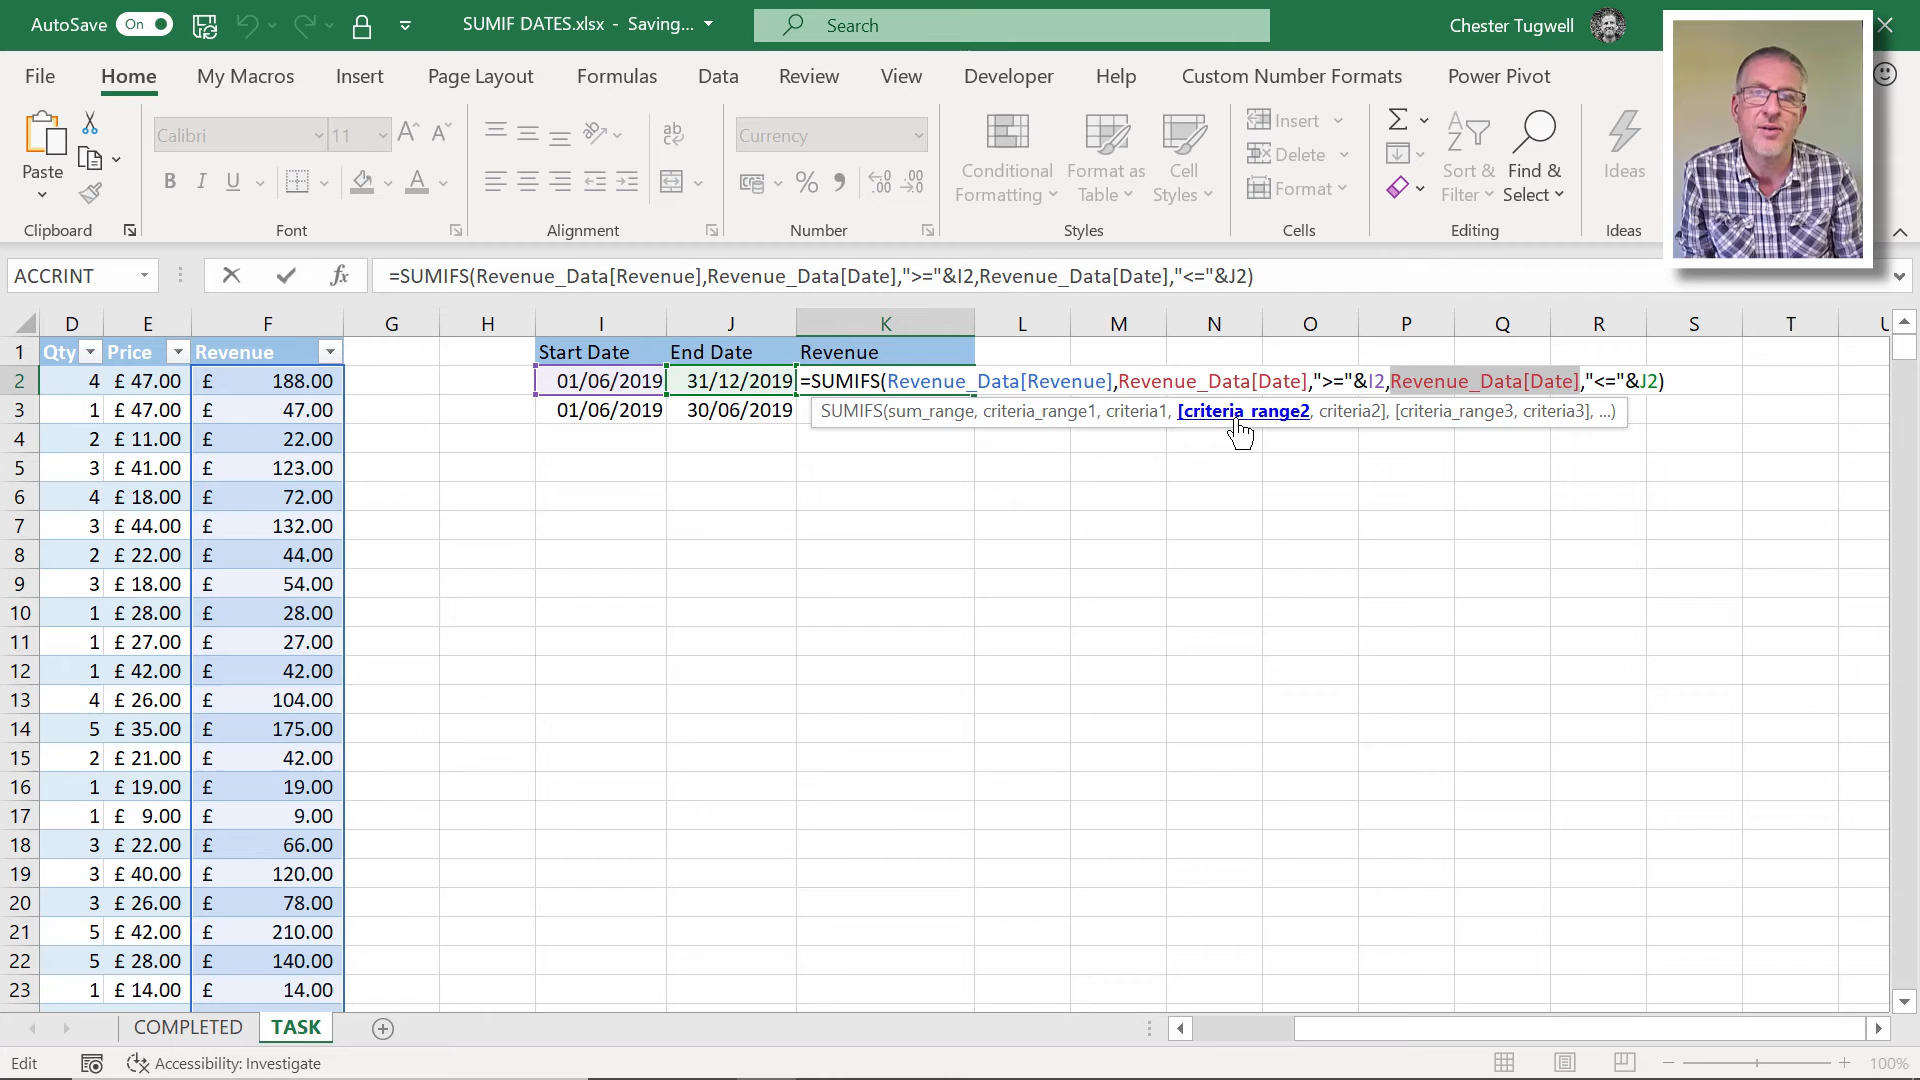 AutoSave On SUMIF DATES.xlsx - Saving... Search Chester Tugwell
File Home My Macros Insert Page Layout Formulas Data Review View Developer Help Custom Number Formats Power Pivot
Paste
Calibri 11
B I U
ab
Currency
%
Conditional Formatting
Format as Table
Cell Styles
Insert
Delete
Format
Sort & Filter
Find & Select
Ideas
Clipboard Font Alignment Number Styles Cells Editing Ideas
ACCRINT fx =SUMIFS(Revenue_Data[Revenue],Revenue_Data[Date],">="&I2,Revenue_Data[Date],"<="&J2)
D E F G H I J K L M N O P Q R S T
1 Qty Price Revenue Start Date End Date Revenue
2 4 £ 47.00 £ 188.00 01/06/2019 31/12/2019 =SUMIFS(Revenue_Data[Revenue],Revenue_Data[Date],">="&I2,Revenue_Data[Date],"<="&J2)
3 1 £ 47.00 £ 47.00 01/06/2019 30/06/2019 SUMIFS(sum_range, criteria_range1, criteria1, [criteria_range2, criteria2], [criteria_range3, criteria3], ...)
4 2 £ 11.00 £ 22.00
5 3 £ 41.00 £ 123.00
6 4 £ 18.00 £ 72.00
7 3 £ 44.00 £ 132.00
8 2 £ 22.00 £ 44.00
9 3 £ 18.00 £ 54.00
10 1 £ 28.00 £ 28.00
11 1 £ 27.00 £ 27.00
12 1 £ 42.00 £ 42.00
13 4 £ 26.00 £ 104.00
14 5 £ 35.00 £ 175.00
15 2 £ 21.00 £ 42.00
16 1 £ 19.00 £ 19.00
17 1 £ 9.00 £ 9.00
18 3 £ 22.00 £ 66.00
19 3 £ 40.00 £ 120.00
20 3 £ 26.00 £ 78.00
21 5 £ 42.00 £ 210.00
22 5 £ 28.00 £ 140.00
23 1 £ 14.00 £ 14.00
COMPLETED TASK
Edit Accessibility: Investigate 100%